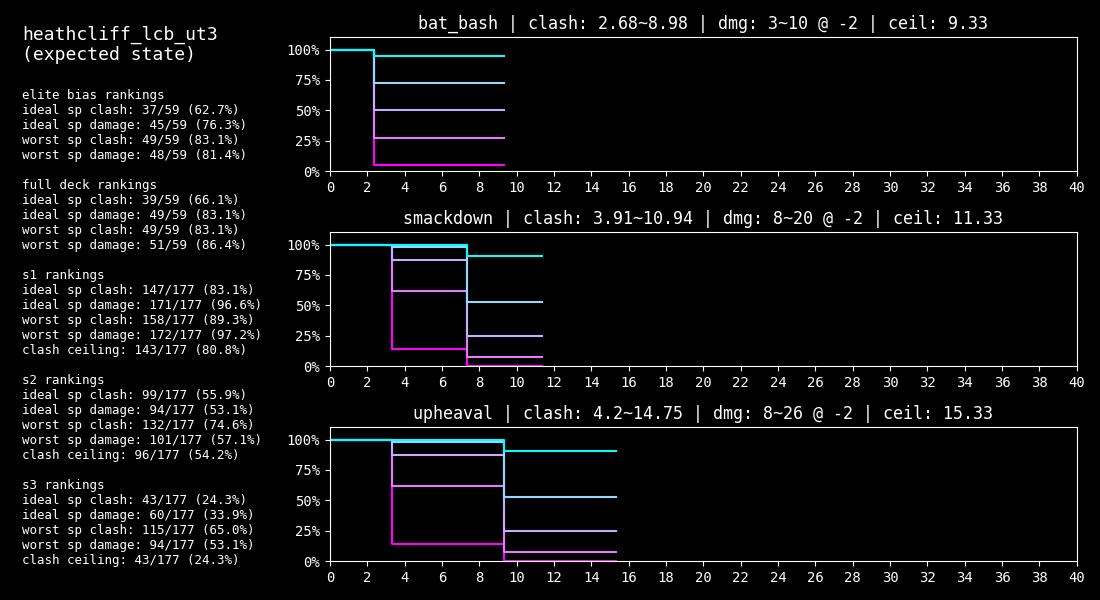 heathcliff_lcb_ut3
(expected state)
elite bias rankings
ideal sp clash: 37/59 (62.7%)
ideal sp damage: 45/59 (76.3%)
worst sp clash: 49/59 (83.1%)
worst sp damage: 48/59 (81.4%)
full deck rankings
ideal sp clash: 39/59 (66.1%)
ideal sp damage: 49/59 (83.1%)
worst sp clash: 49/59 (83.1%)
worst sp damage: 51/59 (86.4%)
s1 rankings
ideal sp clash: 147/177 (83.1%)
ideal sp damage: 171/177 (96.6%)
worst sp clash: 158/177 (89.3%)
worst sp damage: 172/177 (97.2%)
clash ceiling: 143/177 (80.8%)
s2 rankings
ideal sp clash: 99/177 (55.9%)
ideal sp damage: 94/177 (53.1%)
worst sp clash: 132/177 (74.6%)
worst sp damage: 101/177 (57.1%)
clash ceiling: 96/177 (54.2%)
s3 rankings
ideal sp clash: 43/177 (24.3%)
ideal sp damage: 60/177 (33.9%)
worst sp clash: 115/177 (65.0%)
worst sp damage: 94/177 (53.1%)
clash ceiling: 43/177 (24.3%)
bat_bash | clash: 2.68~8.98 | dmg: 3~10 @ -2 | ceil: 9.33
100%
75%
50%
25%
0%
0 2 4 6 8 10 12 14 16 18 20 22 24 26 28 30 32 34 36 38 40
smackdown | clash: 3.91~10.94 | dmg: 8~20 @ -2 | ceil: 11.33
100%
75%
50%
25%
0%
0 2 4 6 8 10 12 14 16 18 20 22 24 26 28 30 32 34 36 38 40
upheaval | clash: 4.2~14.75 | dmg: 8~26 @ -2 | ceil: 15.33
100%
75%
50%
25%
0%
0 2 4 6 8 10 12 14 16 18 20 22 24 26 28 30 32 34 36 38 40